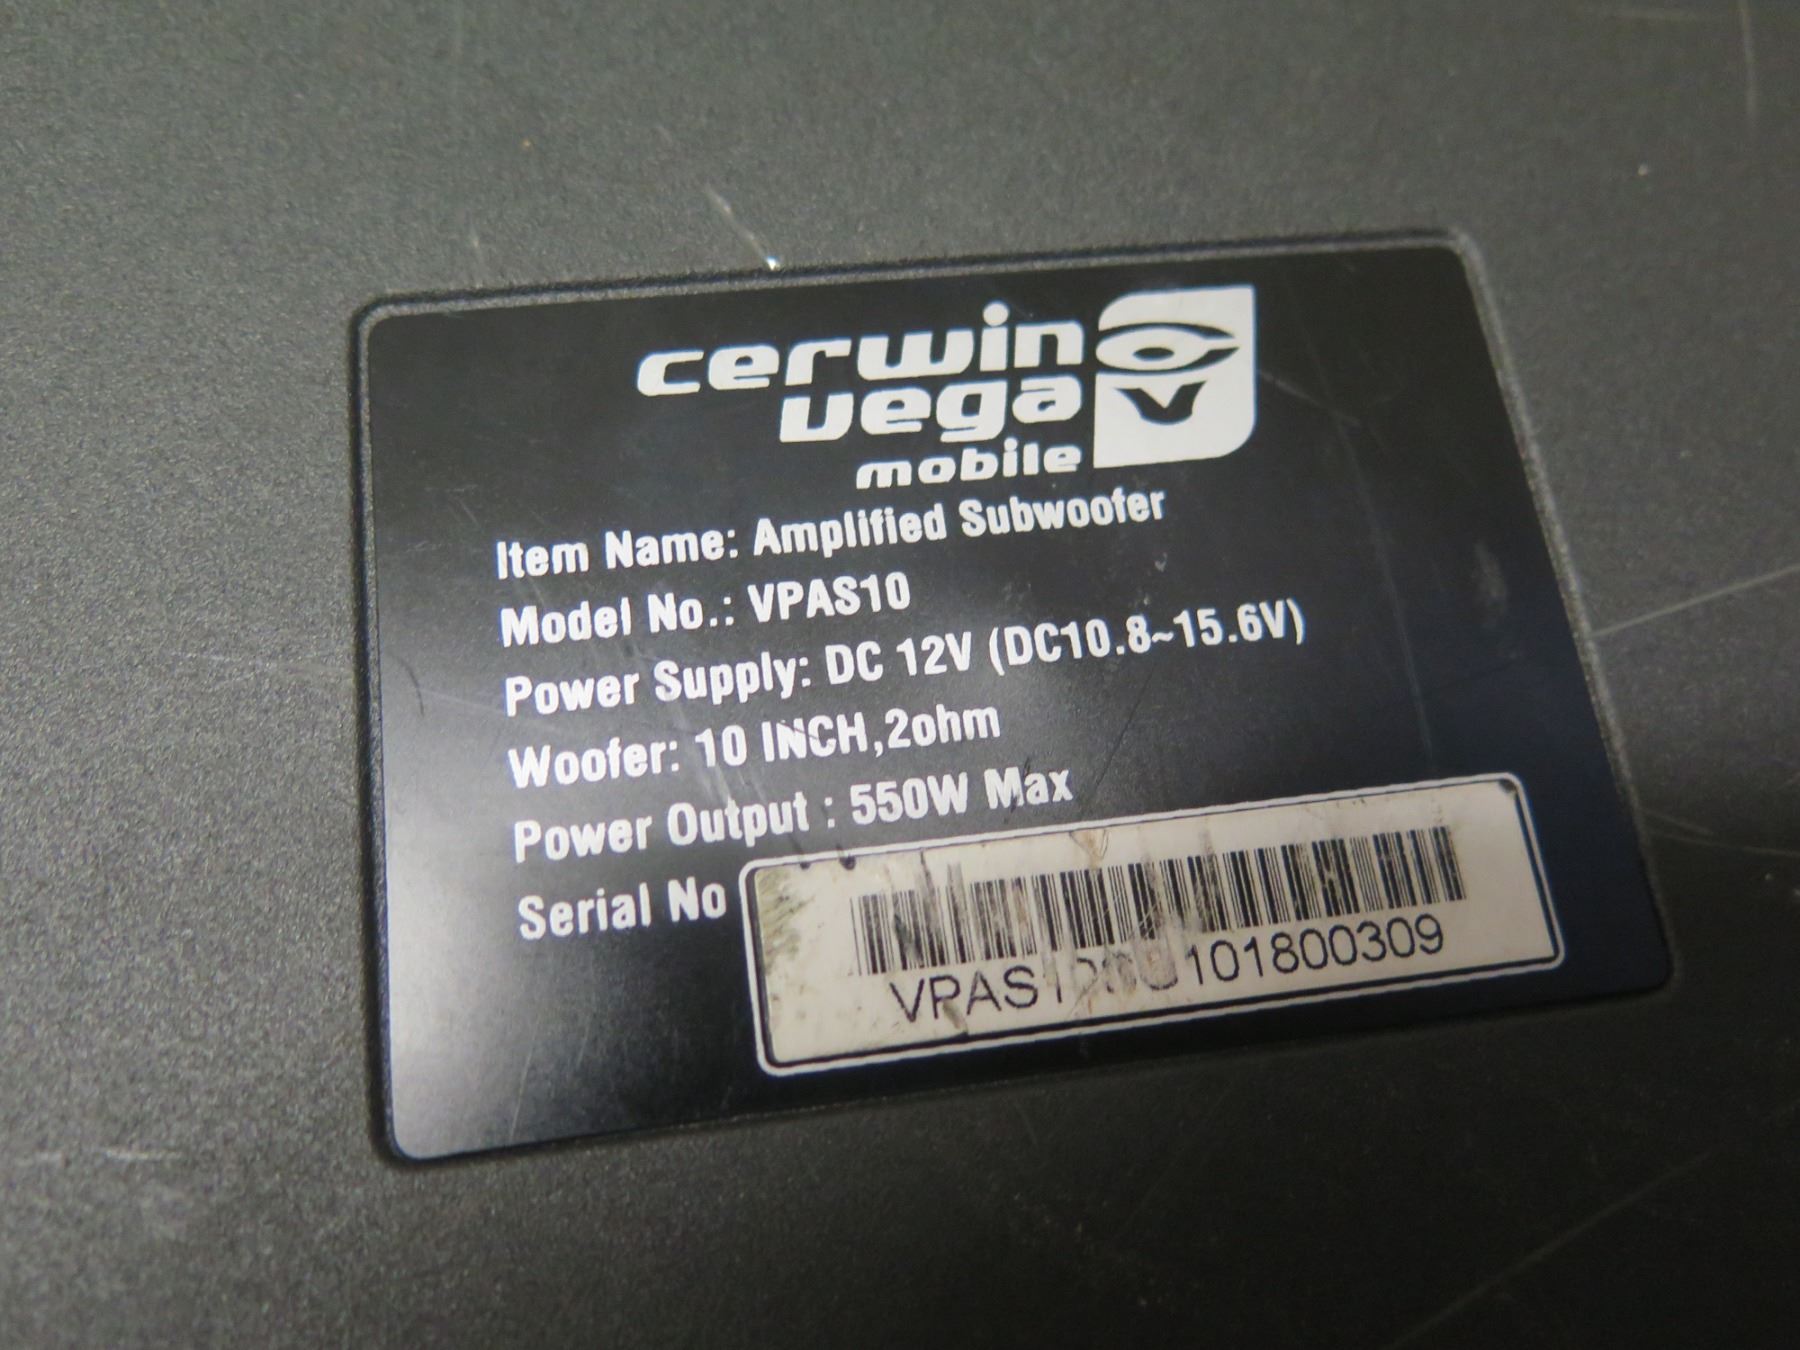 cerwin
vega
mobile
Item Name: Amplified Subwoofer
Model No.: VPAS10
Power Supply: DC 12V (DC10.8~15.6V)
Woofer: 10 INCH,2ohm
Power Output : 550W Max
Serial No